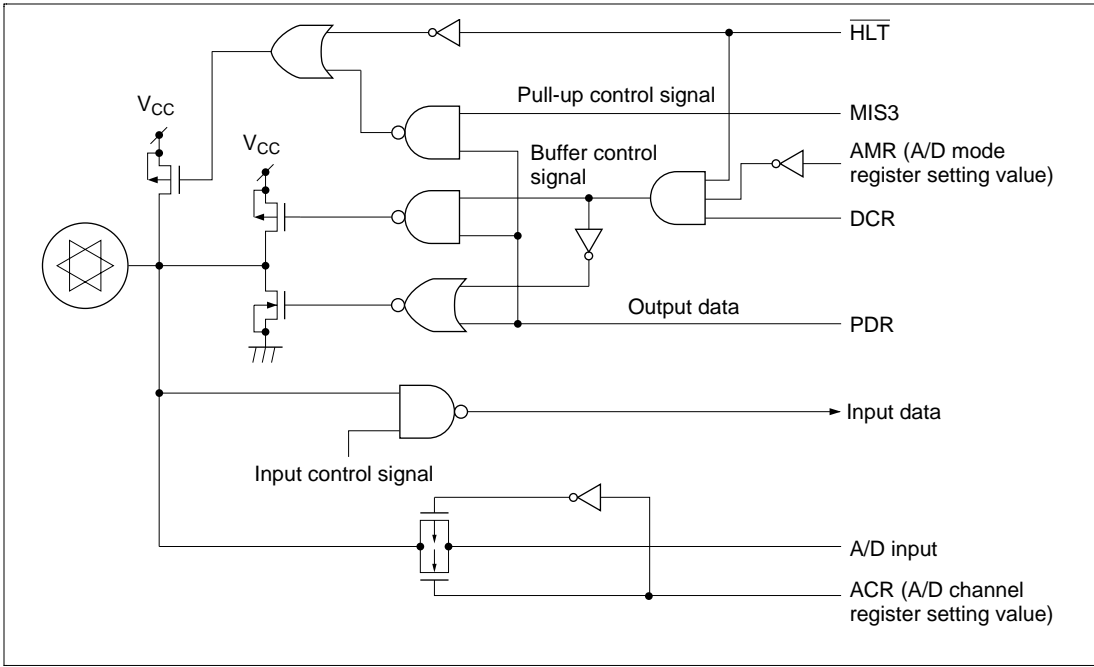 HLT
Pull-up control signal
MIS3
VCC
VCC
Buffer control
signal
AMR (A/D mode
register setting value)
DCR
Output data
PDR
Input data
Input control signal
A/D input
ACR (A/D channel
register setting value)